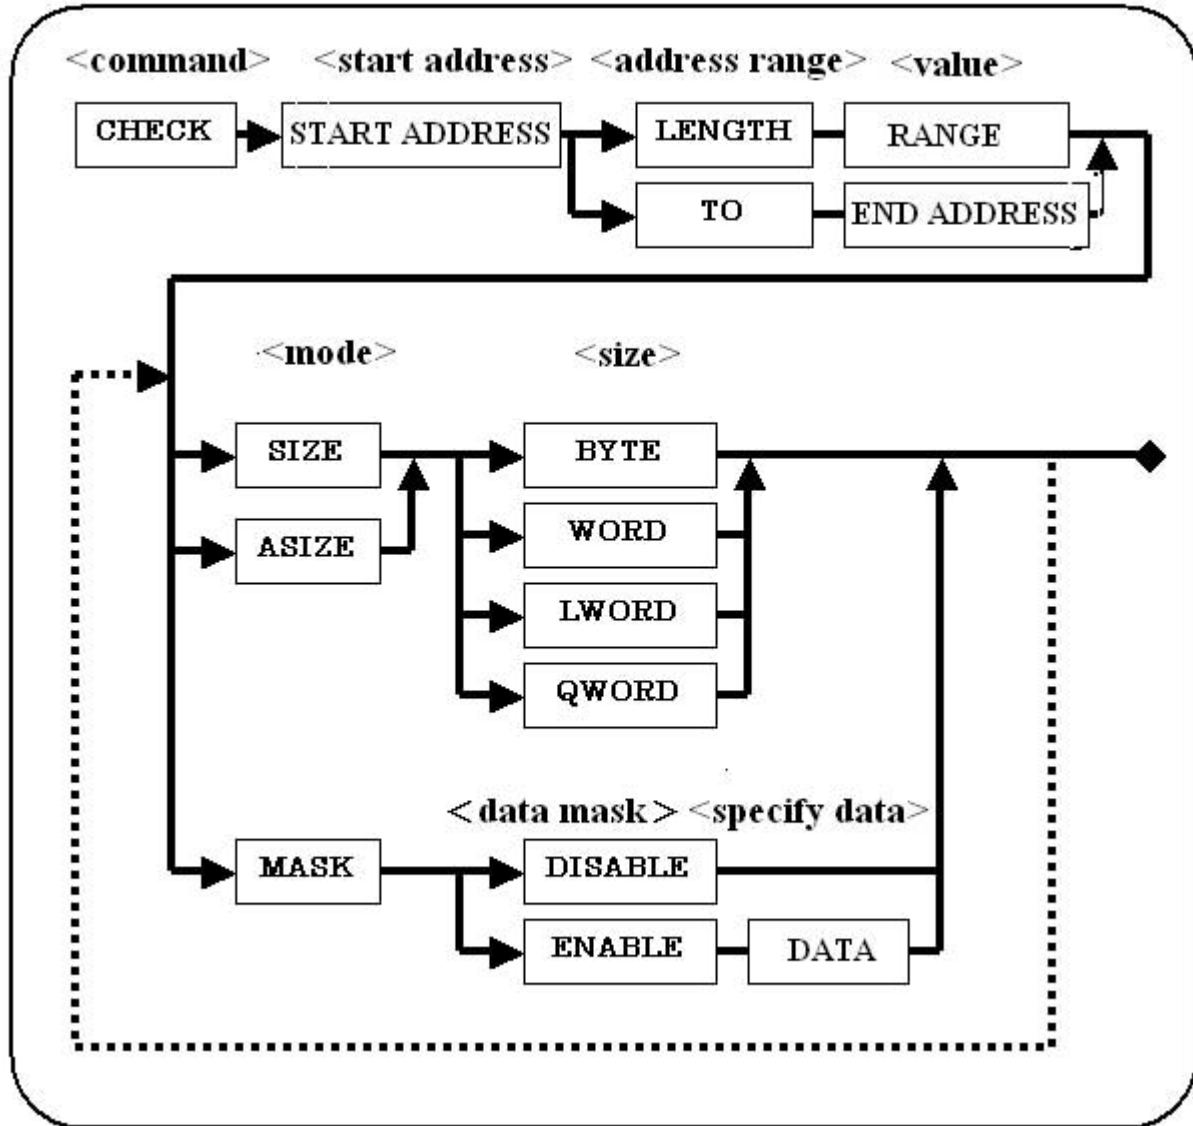 <command> <start address> <address range> <value>
CHECK START ADDRESS LENGTH RANGE
TO END ADDRESS
<mode> <size>
SIZE BYTE
WORD
ASIZE
LWORD
QWORD
<data mask> <specify data>
MASK DISABLE
ENABLE DATA